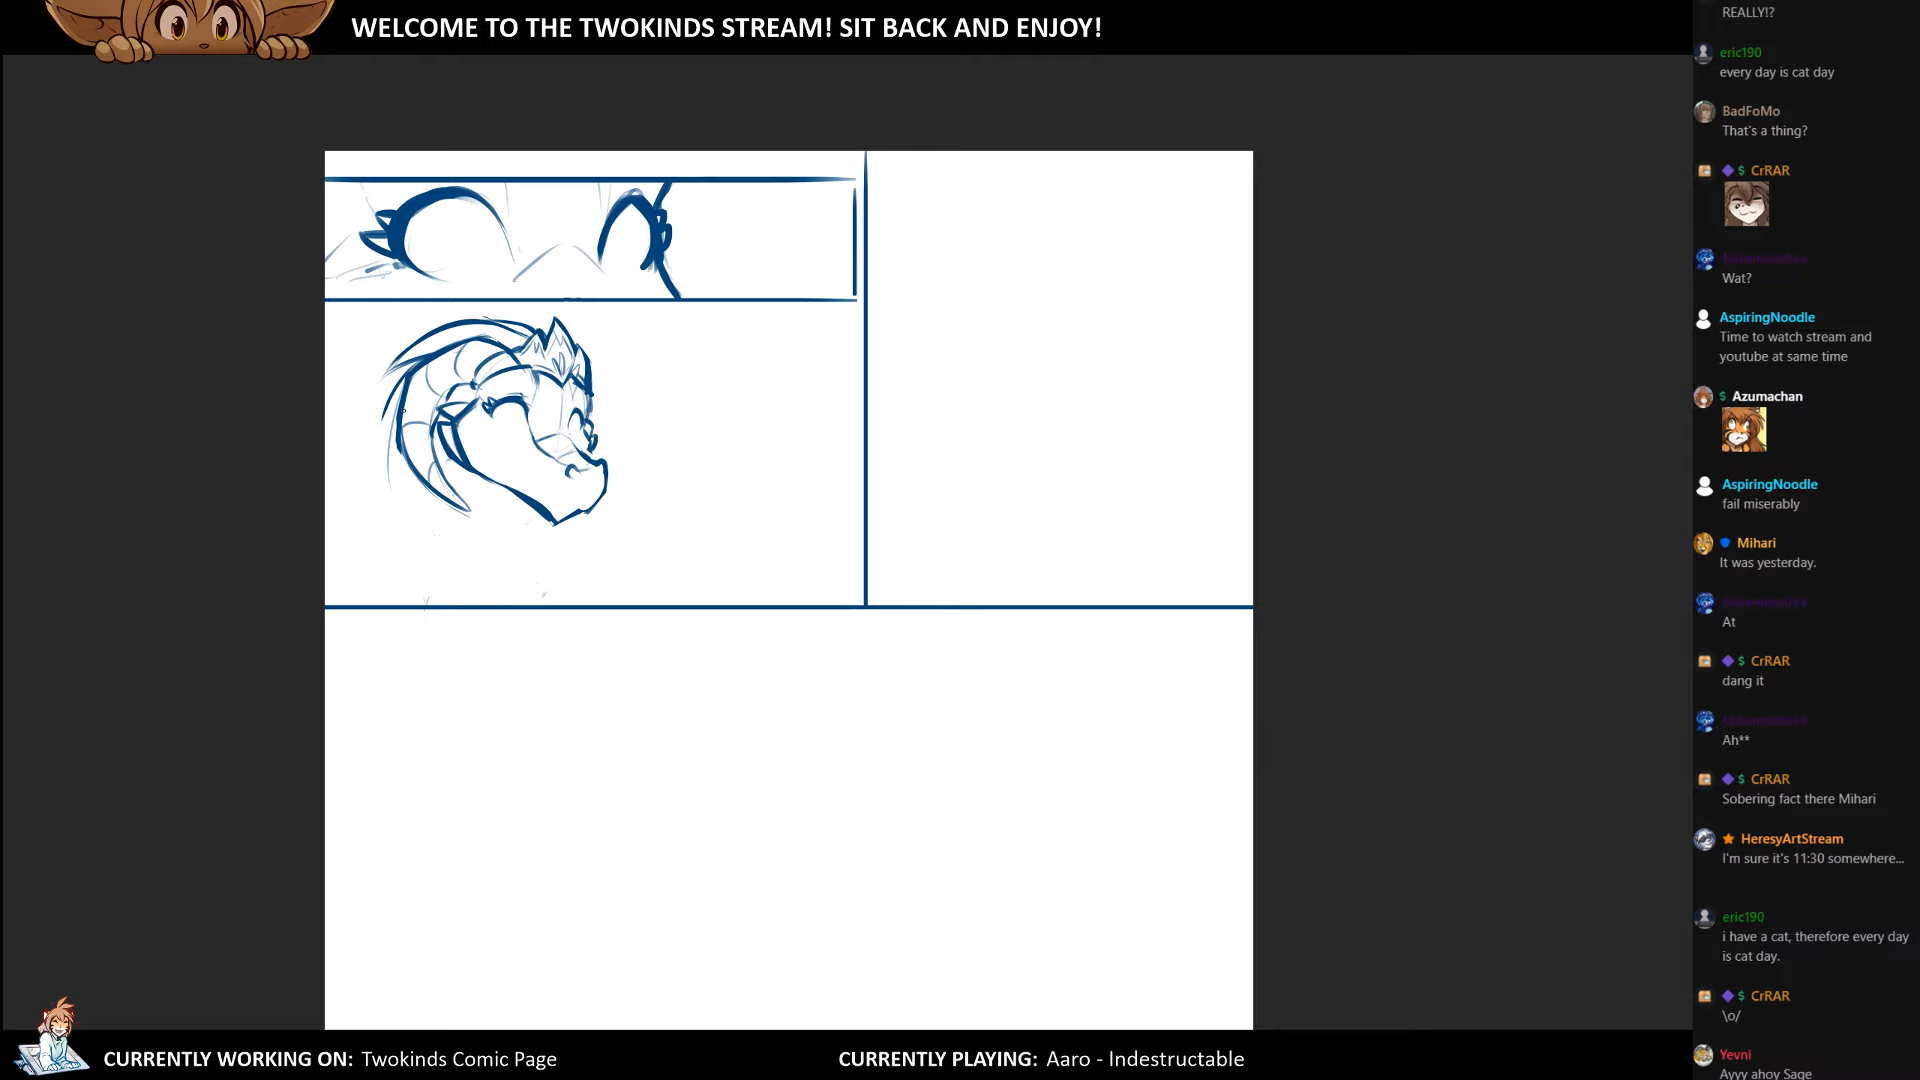 WELCOME TO THE TWOKINDS STREAM! SIT BACK AND ENJOY!
REALLY!?
eric190
every day is cat day
BadFoMo
That's a thing?
$ CrRAR
Wat?
AspiringNoodle
Time to watch stream and
youtube at same time
$ Azumachan
AspiringNoodle
fail miserably
Mihari
It was yesterday.
At
$ CrRAR
dang it
Ah**
$ CrRAR
Sobering fact there Mihari
HeresyArtStream
I'm sure it's 11:30 somewhere...
eric190
i have a cat, therefore every day
is cat day.
$ CrRAR
\o/
Yevni
Ayyy ahoy Sage
CURRENTLY WORKING ON: Twokinds Comic Page
CURRENTLY PLAYING: Aaro - Indestructable